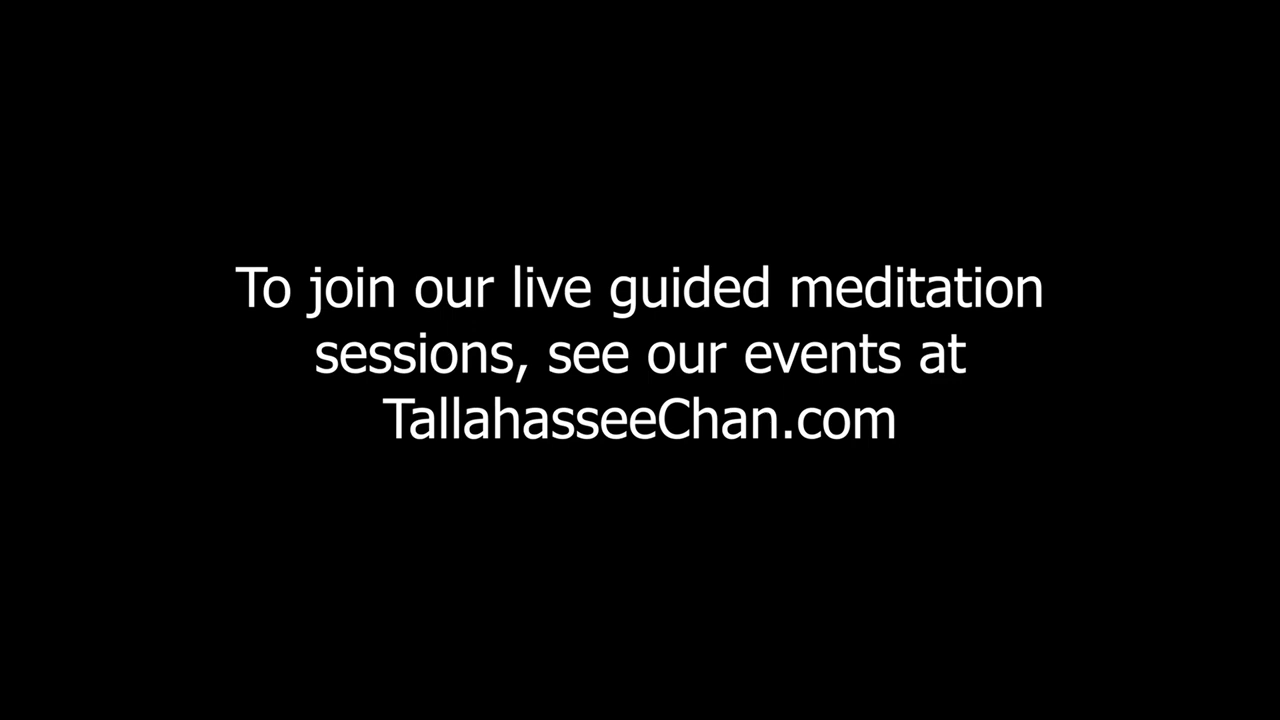 To join our live guided meditation
sessions, see our events at
TallahasseeChan.com